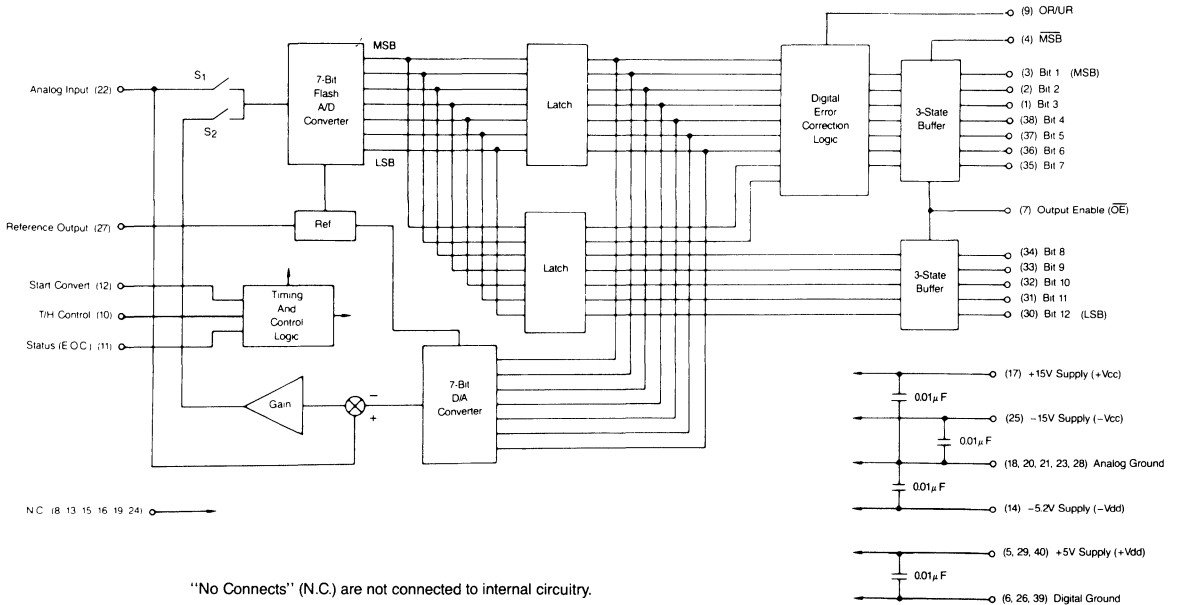 (9) OR/UR
(4) MSB
(3) Bit 1 (MSB)
(2) Bit 2
(1) Bit 3
(38) Bit 4
(37) Bit 5
(36) Bit 6
(35) Bit 7
(7) Output Enable (OE)
(34) Bit 8
(33) Bit 9
(32) Bit 10
(31) Bit 11
(30) Bit 12 (LSB)
Analog Input (22)
S1
S2
7-Bit
Flash
A/D
Converter
MSB
LSB
Latch
Digital
Error
Correction
Logic
3-State
Buffer
Reference Output (27)
Ref
Latch
3-State
Buffer
Start Convert (12)
T/H Control (10)
Status (E O C) (11)
Timing
And
Control
Logic
Gain
−
+
7-Bit
D/A
Converter
(17) +15V Supply (+Vcc)
0.01µ F
(25) −15V Supply (−Vcc)
0.01µ F
(18, 20, 21, 23, 28) Analog Ground
0.01µ F
(14) −5.2V Supply (−Vdd)
(5, 29, 40) +5V Supply (+Vdd)
0.01µ F
(6, 26, 39) Digital Ground
N C (8 13 15 16 19 24)
"No Connects" (N.C.) are not connected to internal circuitry.